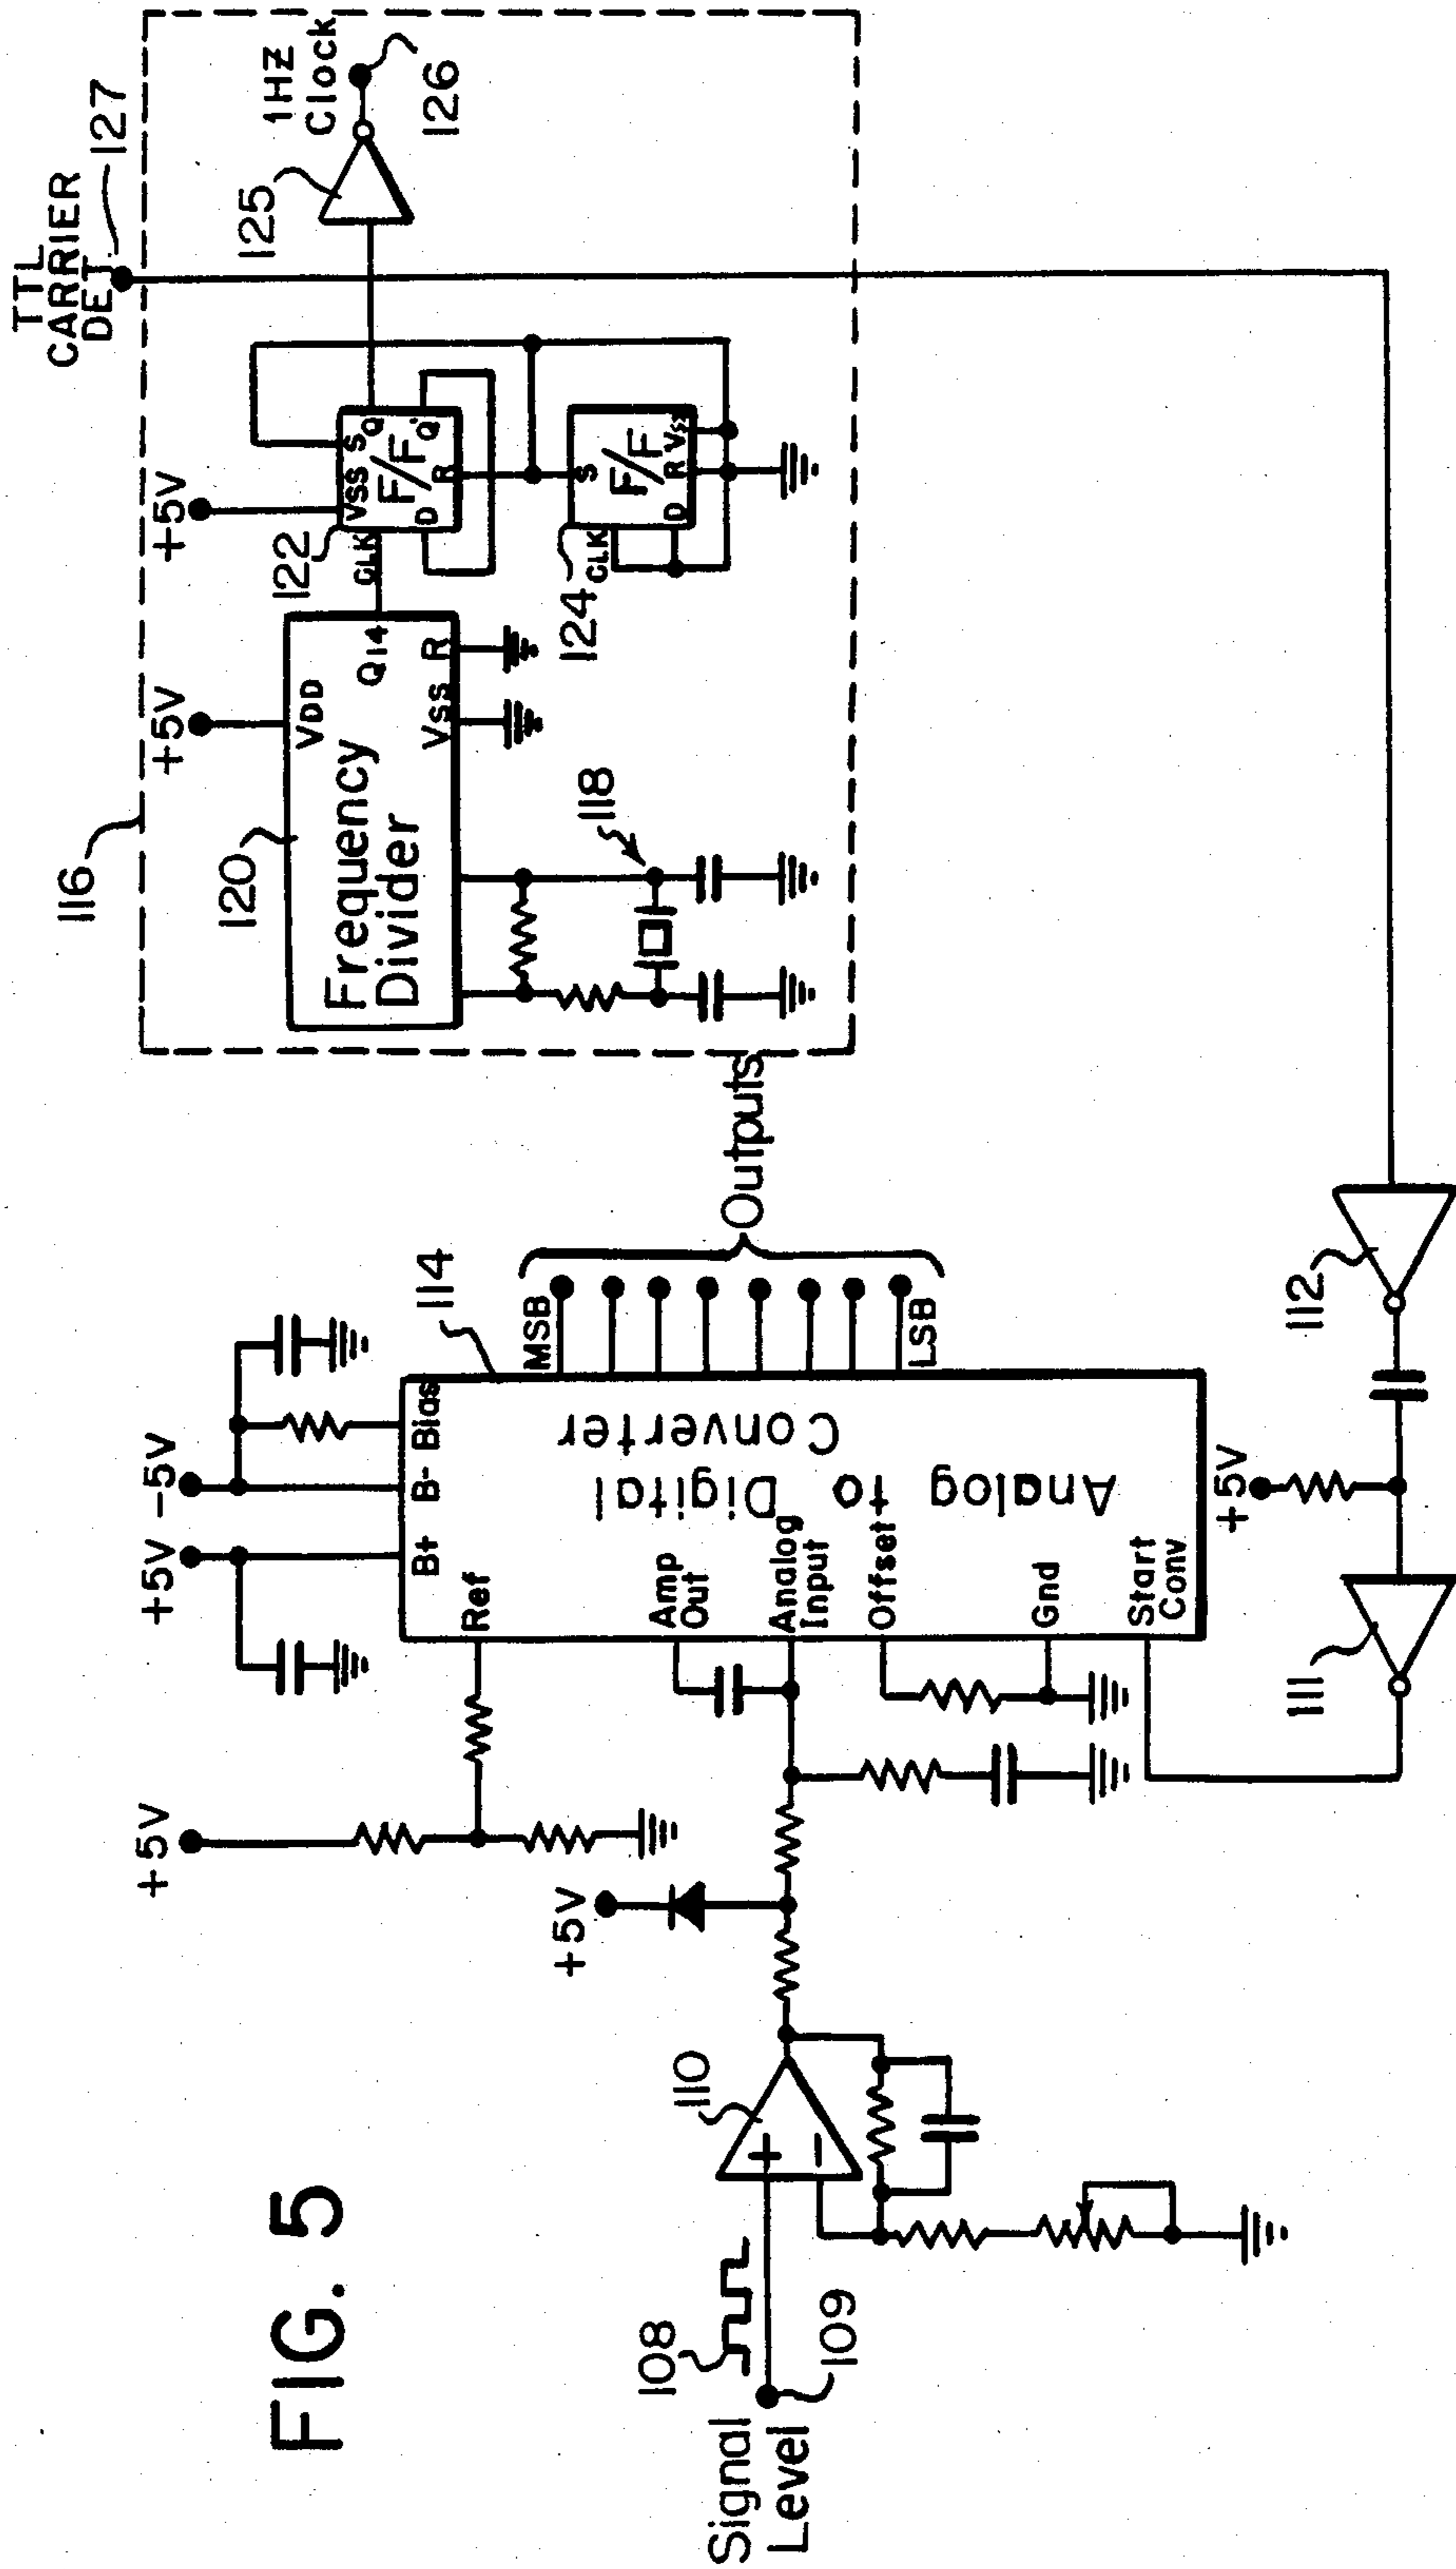 FIG. 5
Signal
Level
108
109
110
+5V
+5V
+5V
-5V
B+
B-
Bias
Ref
Amp
Out
Analog
Input
Offset
Gnd
Start
Conv
Analog
to
Digital
Converter
114
MSB
LSB
Outputs
+5V
111
112
116
120
+5V
VDD
Frequency
Divider
Q14
Vss
R
118
122
+5V
CLK
VSS
S
Q
F/F
D
R
Q'
124
CLK
S
F/F
D
R
Vss
125
1HZ
Clock
126
TTL
CARRIER
DET.
127